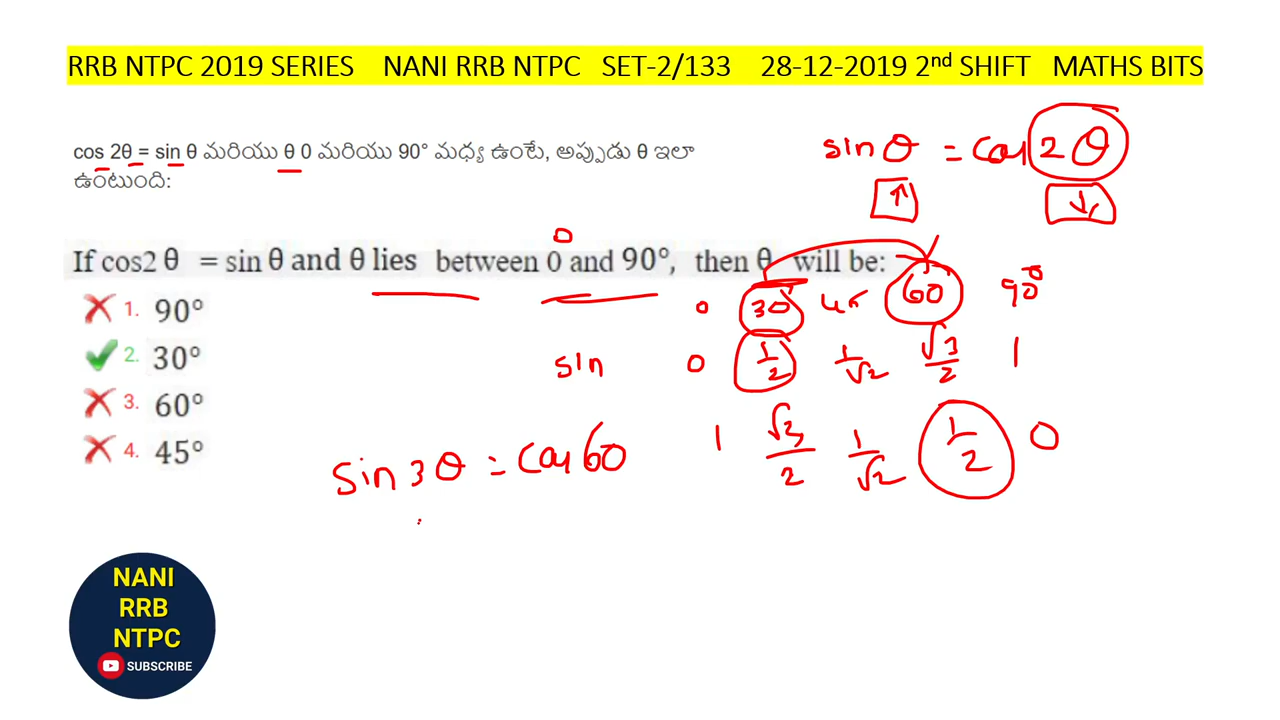 RRB NTPC 2019 SERIES NANI RRB NTPC SET-2/133 28-12-2019 2nd SHIFT MATHS BITS
cos 2θ = sin θ మరియు θ 0 మరియు 90° మధ్య ఉంటే, అప్పుడు θ ఇలా
ఉంటుంది:
sin θ = cos 2θ
↑ ↓
0
If cos2 θ = sin θ and θ lies between 0 and 90°, then θ will be:
0 30 45 60 90°
1. 90°
2. 30°
sin 0 1/2 1/√2 √3/2 1
3. 60°
4. 45°
1 √3/2 1/√2 1/2 0
sin 3θ = cos 60
NANI
RRB
NTPC
SUBSCRIBE